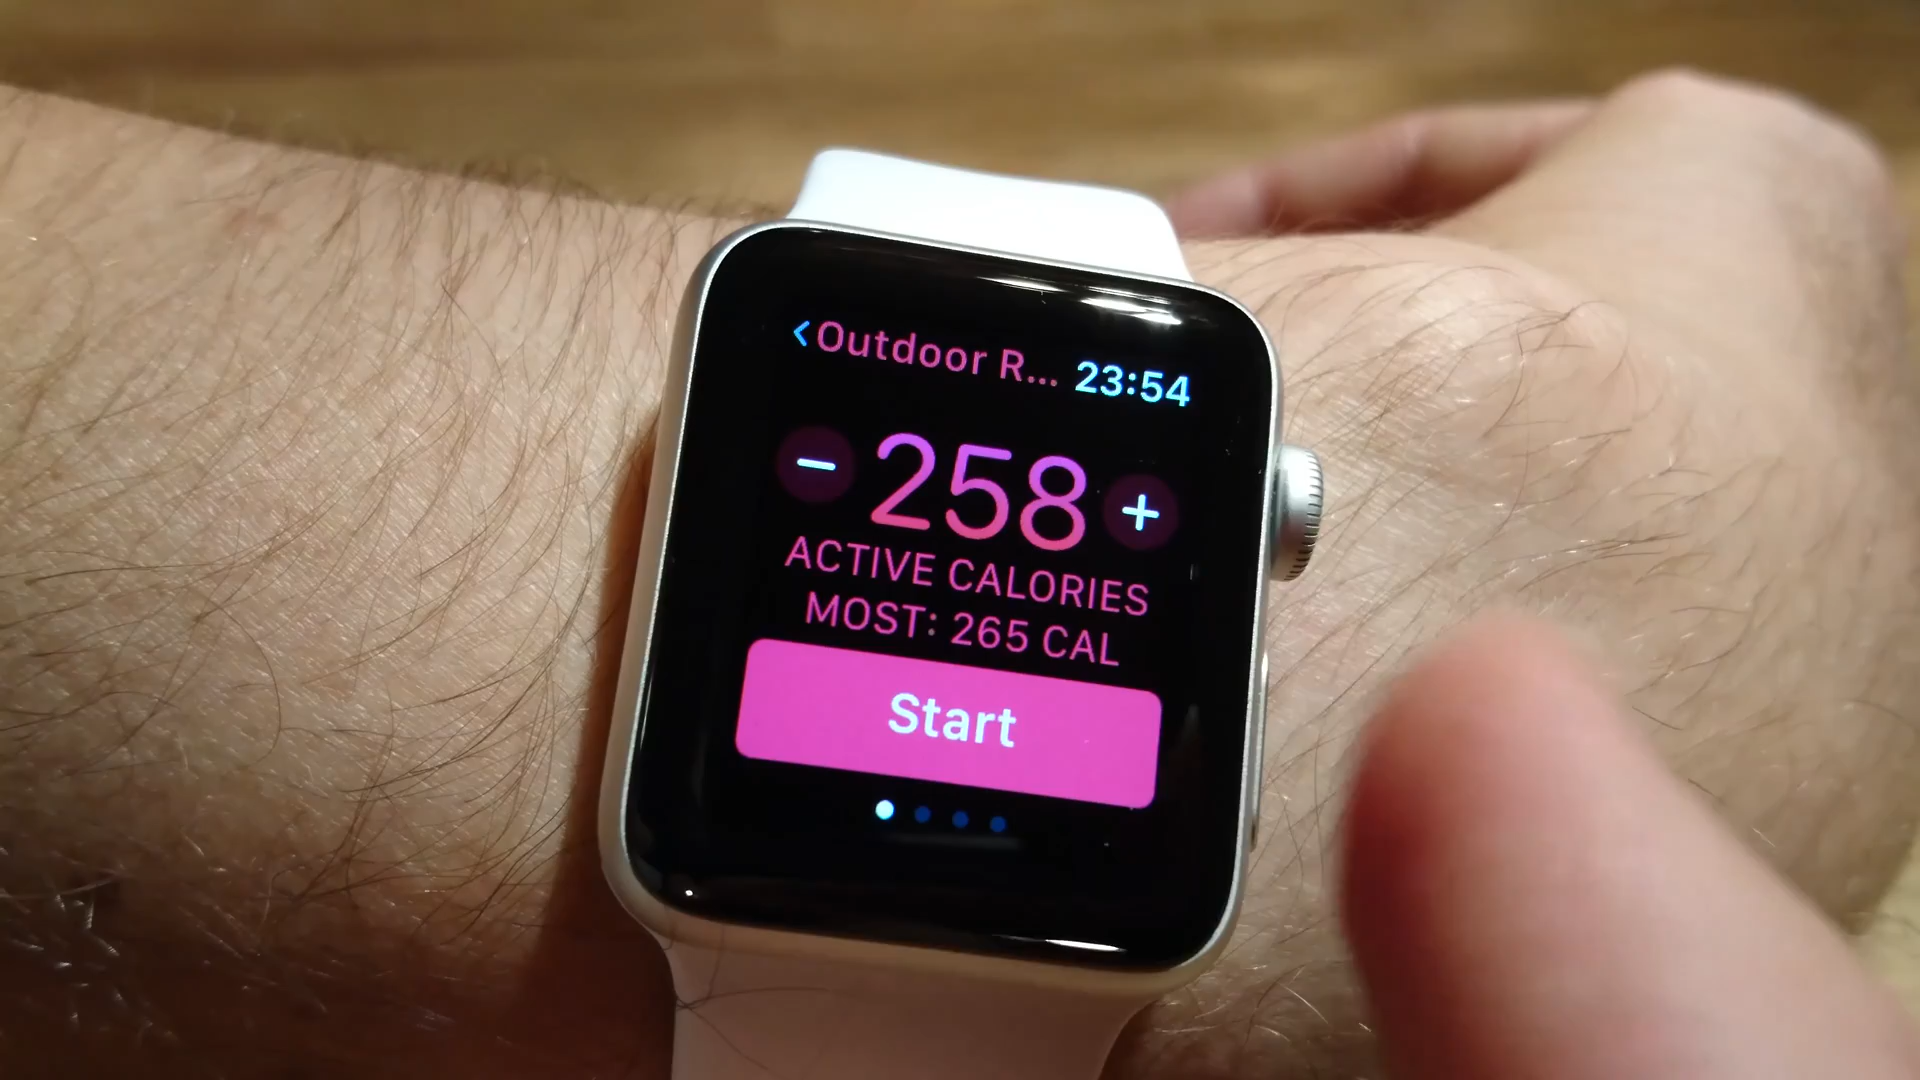 <Outdoor R... 23:54
− 258 +
ACTIVE CALORIES
MOST: 265 CAL
Start